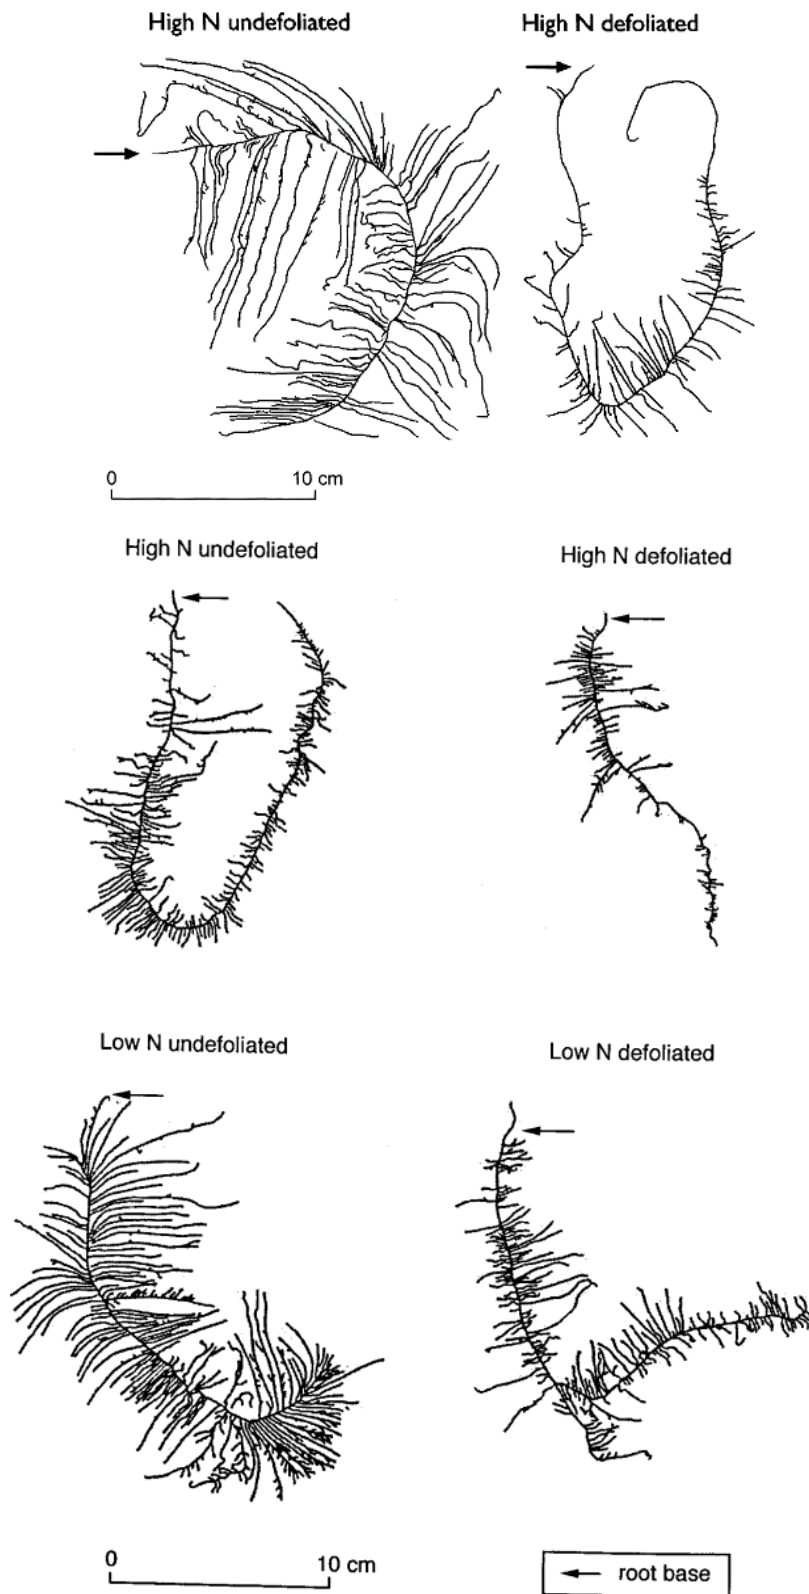 High N undefoliated
High N defoliated
0 10 cm
High N undefoliated
High N defoliated
Low N undefoliated
Low N defoliated
0 10 cm
root base